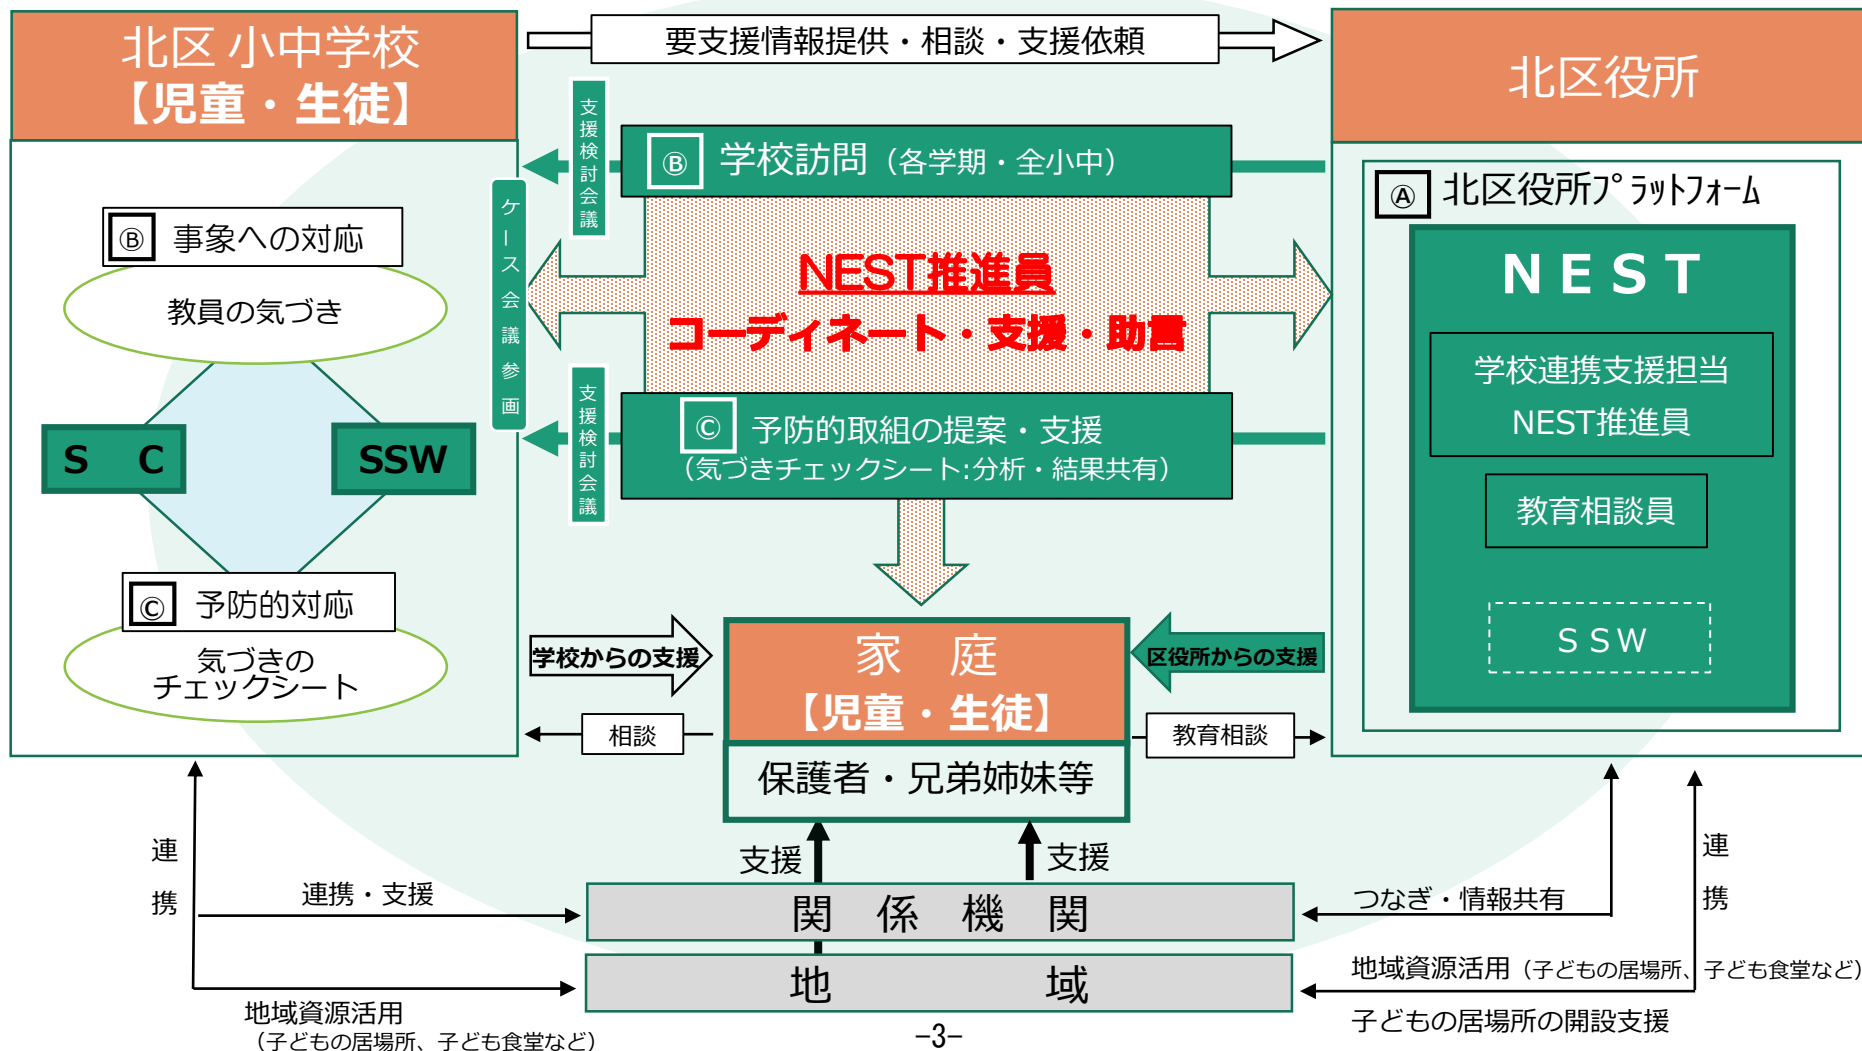 北区 小中学校
【児童・生徒】
要支援情報提供・相談・支援依頼
北区役所
支援検討会議
Ⓑ 学校訪問（各学期・全小中）
ケース会議参画
Ⓑ 事象への対応
教員の気づき
S C
SSW
Ⓒ 予防的対応
気づきの
チェックシート
NEST推進員
コーディネート・支援・助言
支援検討会議
Ⓒ 予防的取組の提案・支援
（気づきチェックシート:分析・結果共有）
Ⓐ 北区役所ﾌﾟﾗｯﾄﾌｫｰﾑ
NEST
学校連携支援担当
NEST推進員
教育相談員
SSW
学校からの支援
家 庭
【児童・生徒】
区役所からの支援
相談
教育相談
保護者・兄弟姉妹等
支援
支援
連携
連携・支援
関 係 機 関
つなぎ・情報共有
連携
地 域
地域資源活用
（子どもの居場所、子ども食堂など）
地域資源活用（子どもの居場所、子ども食堂など）
子どもの居場所の開設支援
−3−